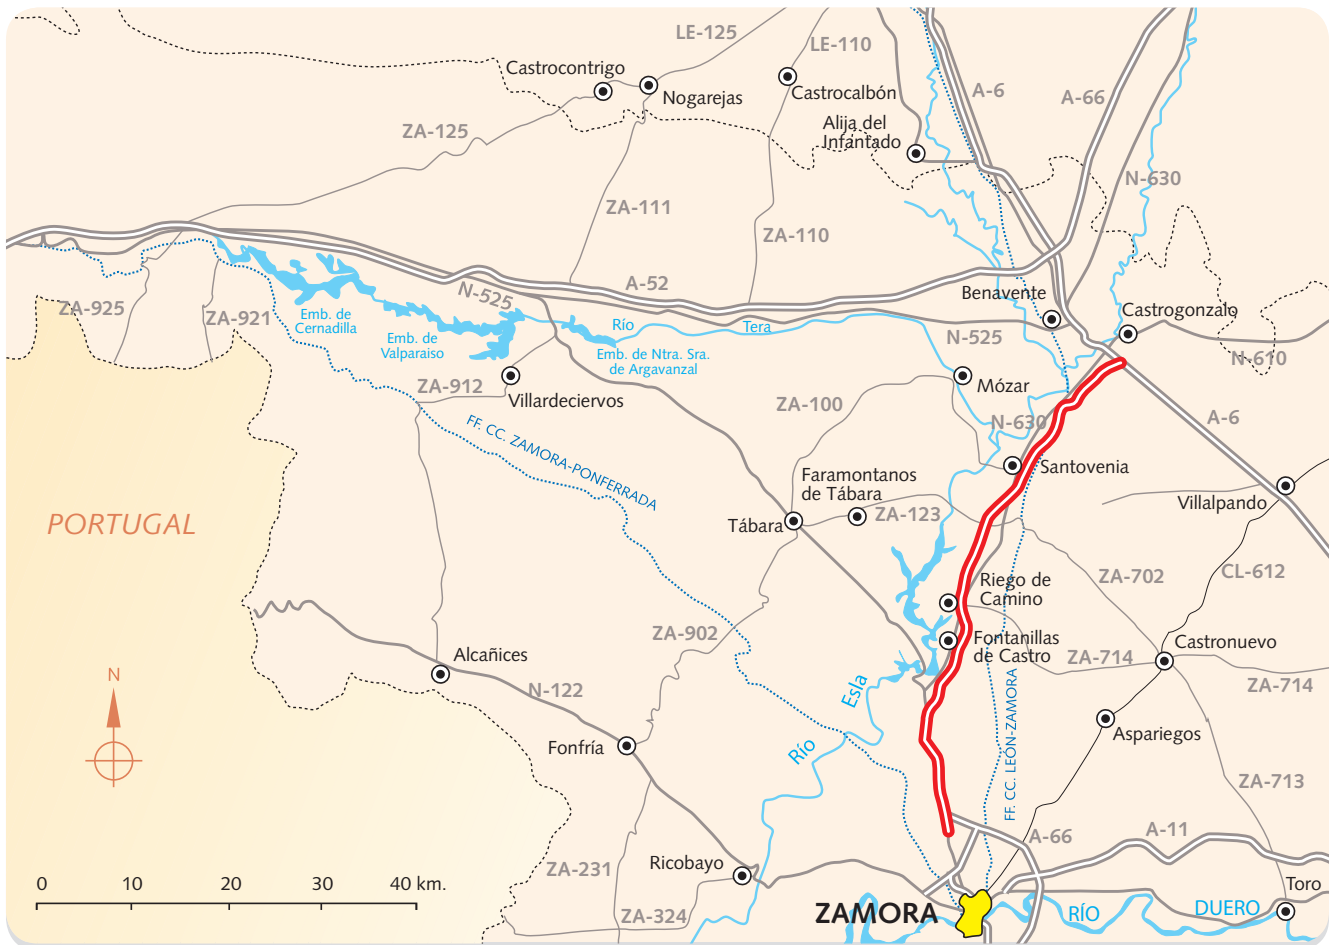 LE-125
LE-110
Castrocontrigo
Nogarejas
Castrocalbón
A-6
A-66
Alija del
Infantado
ZA-125
N-630
ZA-111
ZA-110
A-52
N-525
Benavente
Castrogonzalo
ZA-925
ZA-921
Emb. de
Cernadilla
Emb. de
Valparaiso
Río
Tera
Emb. de Ntra. Sra.
de Argavanzal
N-525
N-610
ZA-912
Villardeciervos
Mózar
ZA-100
N-630
A-6
FF. CC. ZAMORA-PONFERRADA
Faramontanos
de Tábara
Santovenia
Villalpando
PORTUGAL
Tábara
ZA-123
ZA-702
CL-612
Riego de
Camino
ZA-902
Fontanillas
de Castro
Castronuevo
ZA-714
ZA-714
Alcañices
N-122
N
Esla
Río
FF. CC. LEÓN-ZAMORA
Fonfría
Aspariegos
ZA-713
A-66
A-11
ZA-231
Ricobayo
0
10
20
30
40 km.
ZA-324
ZAMORA
RÍO
DUERO
Toro